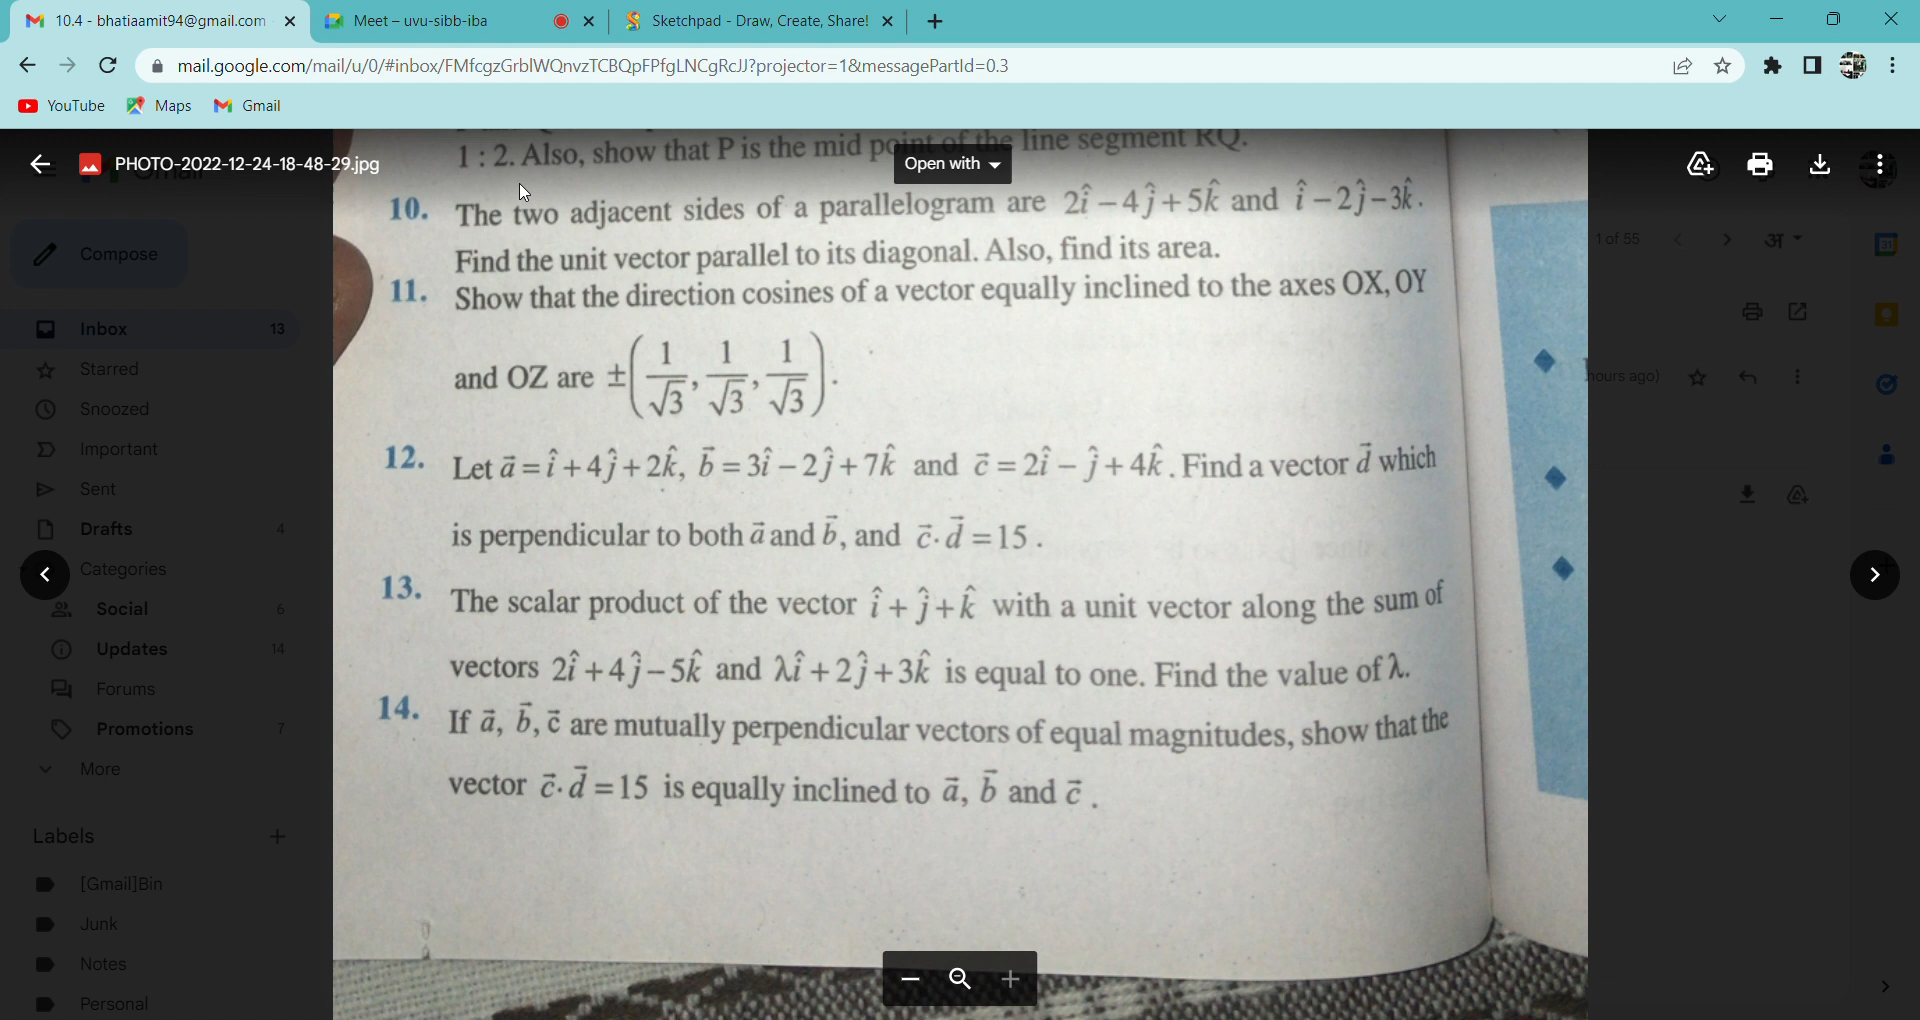 10.4 - bhatiaamit94@gmail.com
Meet – uvu-sibb-iba
Sketchpad - Draw, Create, Share!
mail.google.com/mail/u/0/#inbox/FMfcgzGrblWQnvzTCBQpFPfgLNCgRcJJ?projector=1&messagePartId=0.3
YouTube Maps Gmail
PHOTO-2022-12-24-18-48-29.jpg
Open with
1 : 2. Also, show that P is the mid point of the line segment RQ.
10. The two adjacent sides of a parallelogram are 2î – 4ĵ + 5k̂ and î – 2ĵ – 3k̂.
Find the unit vector parallel to its diagonal. Also, find its area.
11. Show that the direction cosines of a vector equally inclined to the axes OX, OY
and OZ are ±(1/√3, 1/√3, 1/√3).
12. Let a⃗ = î + 4ĵ + 2k̂, b⃗ = 3î – 2ĵ + 7k̂ and c⃗ = 2î – ĵ + 4k̂. Find a vector d⃗ which
is perpendicular to both a⃗ and b⃗, and c⃗·d⃗ = 15.
13. The scalar product of the vector î + ĵ + k̂ with a unit vector along the sum of
vectors 2î + 4ĵ – 5k̂ and λî + 2ĵ + 3k̂ is equal to one. Find the value of λ.
14. If a⃗, b⃗, c⃗ are mutually perpendicular vectors of equal magnitudes, show that the
vector c⃗·d⃗ = 15 is equally inclined to a⃗, b⃗ and c⃗.
Compose
Inbox 13
Starred
Snoozed
Important
Sent
Drafts 4
Categories
Social 6
Updates 14
Forums
Promotions 7
More
Labels
[Gmail]Bin
Junk
Notes
Personal
1 of 55
अ
31
hours ago)